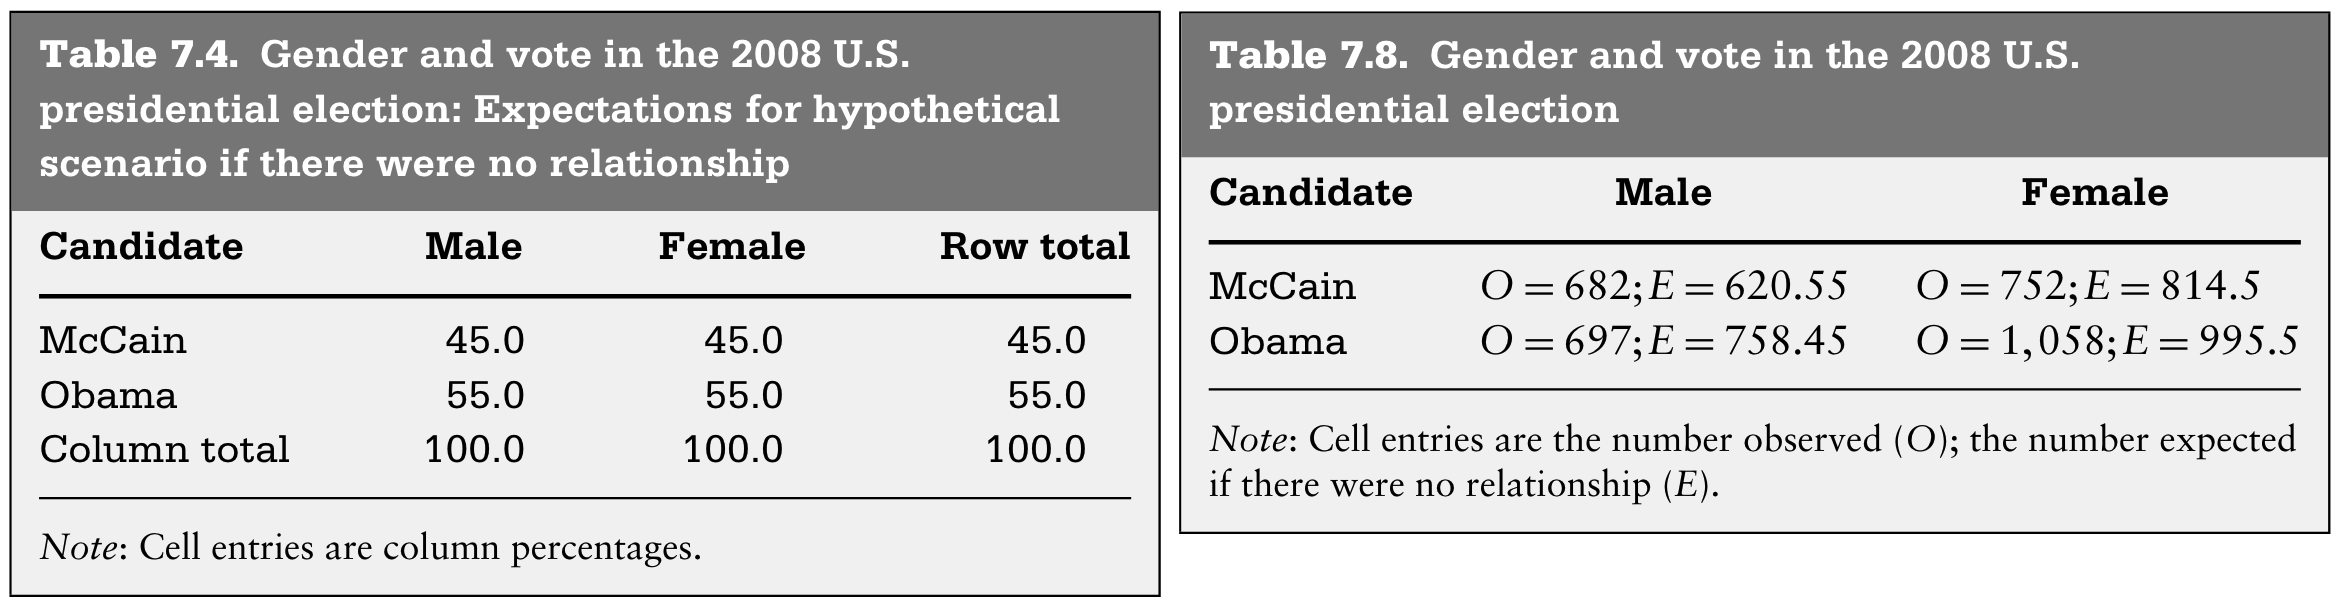 Table 7.4. Gender and vote in the 2008 U.S.
presidential election: Expectations for hypothetical
scenario if there were no relationship
Candidate Male Female Row total
McCain 45.0 45.0 45.0
Obama 55.0 55.0 55.0
Column total 100.0 100.0 100.0
Note: Cell entries are column percentages.
Table 7.8. Gender and vote in the 2008 U.S.
presidential election
Candidate Male Female
McCain O = 682; E = 620.55 O = 752; E = 814.5
Obama O = 697; E = 758.45 O = 1,058; E = 995.5
Note: Cell entries are the number observed (O); the number expected
if there were no relationship (E).